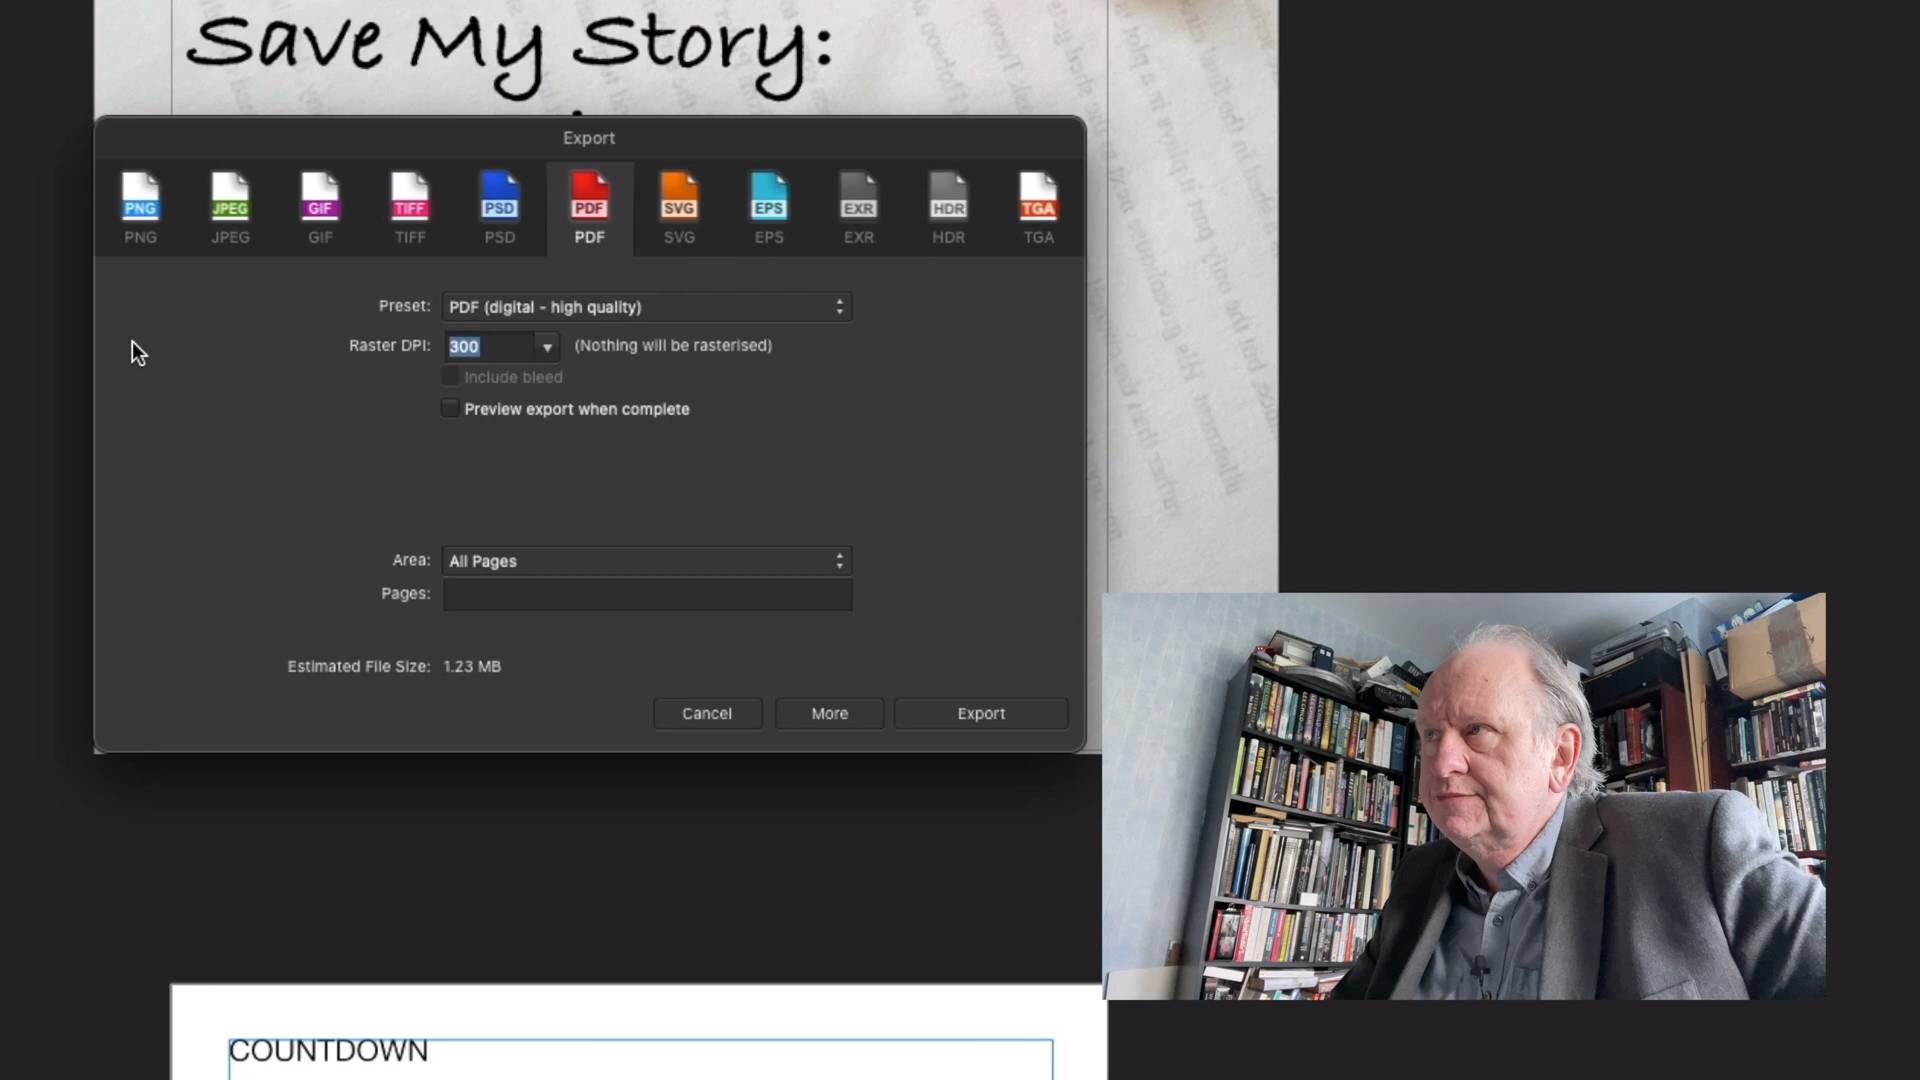 Save My Story:
Export
PNG JPEG GIF TIFF PSD PDF SVG EPS EXR HDR TGA
PNG JPEG GIF TIFF PSD PDF SVG EPS EXR HDR TGA
Preset: PDF (digital - high quality)
Raster DPI: 300 (Nothing will be rasterised)
Include bleed
Preview export when complete
Area: All Pages
Pages:
Estimated File Size: 1.23 MB
Cancel More Export
COUNTDOWN